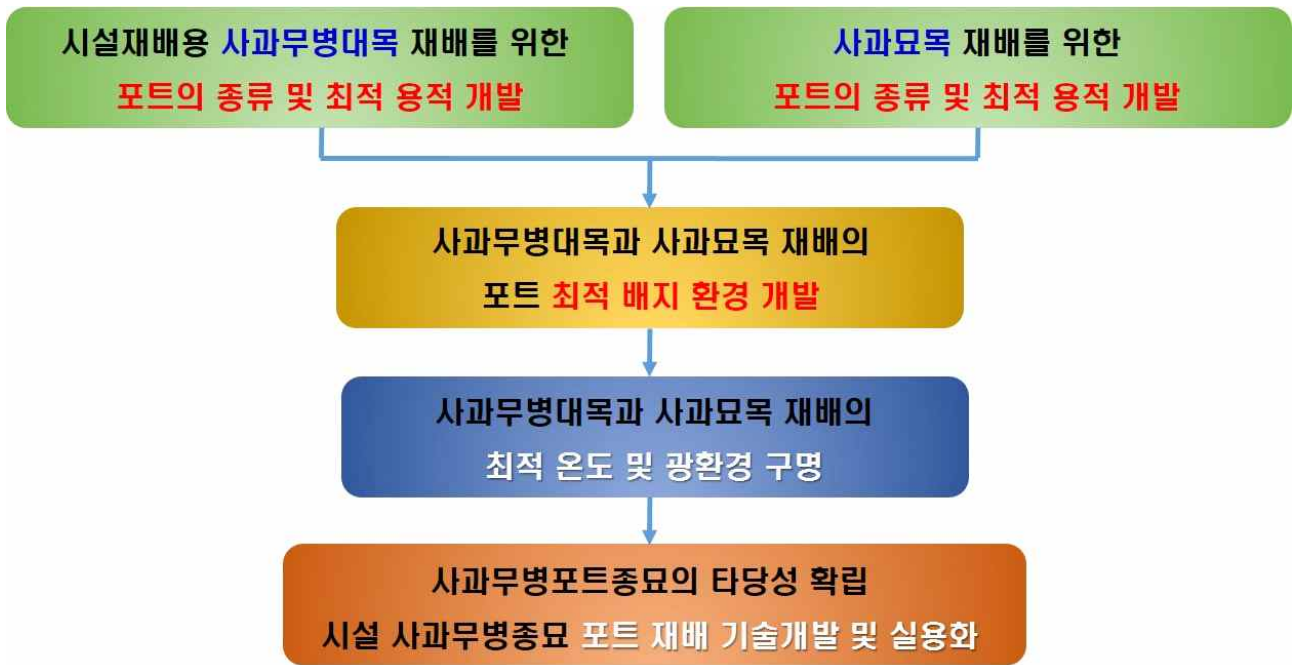 시설재배용 사과무병대목 재배를 위한
포트의 종류 및 최적 용적 개발
사과묘목 재배를 위한
포트의 종류 및 최적 용적 개발
사과무병대목과 사과묘목 재배의
포트 최적 배지 환경 개발
사과무병대목과 사과묘목 재배의
최적 온도 및 광환경 구명
사과무병포트종묘의 타당성 확립
시설 사과무병종묘 포트 재배 기술개발 및 실용화